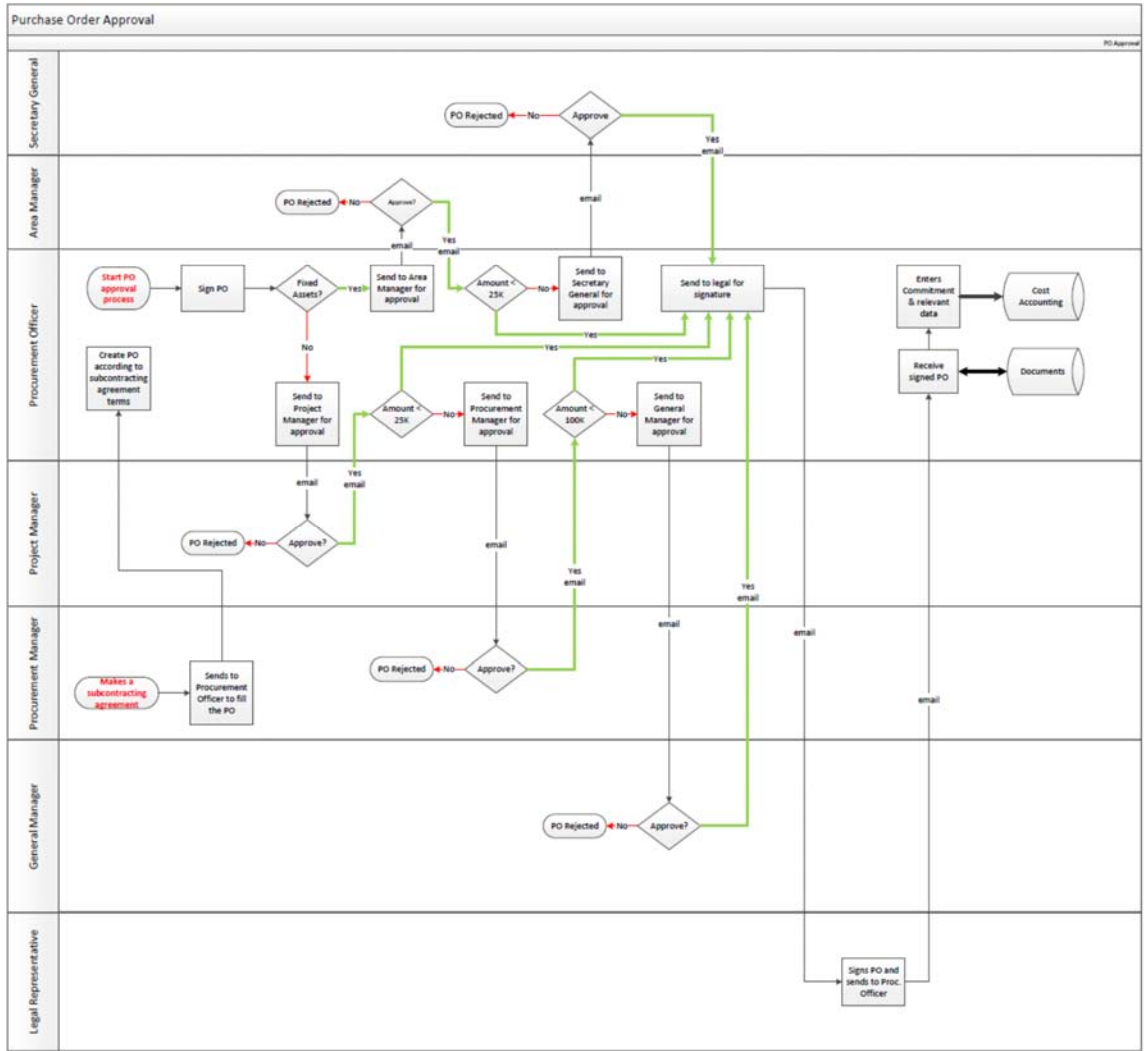 Purchase Order Approval
PO Approval
Secretary General
PO Rejected
No
Approve
Yes
email
Area Manager
PO Rejected
No
Approve?
email
Yes
email
email
Procurement Officer
Start PO
approval
process
Sign PO
Fixed
Assets?
Yes
Send to Area
Manager for
approval
Amount <
25K
No
Send to
Secretary
General for
approval
Send to legal for
signature
Enters
Commitment
& relevant
data
Cost
Accounting
Yes
No
Yes
Yes
Create PO
according to
subcontracting
agreement
terms
Receive
signed PO
Documents
Send to
Project
Manager for
approval
Amount <
25K
No
Send to
Procurement
Manager for
approval
Amount <
100K
No
Send to
General
Manager for
approval
Project Manager
email
Yes
email
PO Rejected
No
Approve?
email
Yes
email
Yes
email
Procurement Manager
email
email
PO Rejected
No
Approve?
Makes a
subcontracting
agreement
Sends to
Procurement
Officer to fill
the PO
email
General Manager
PO Rejected
No
Approve?
Legal Representative
Signs PO and
sends to Proc.
Officer